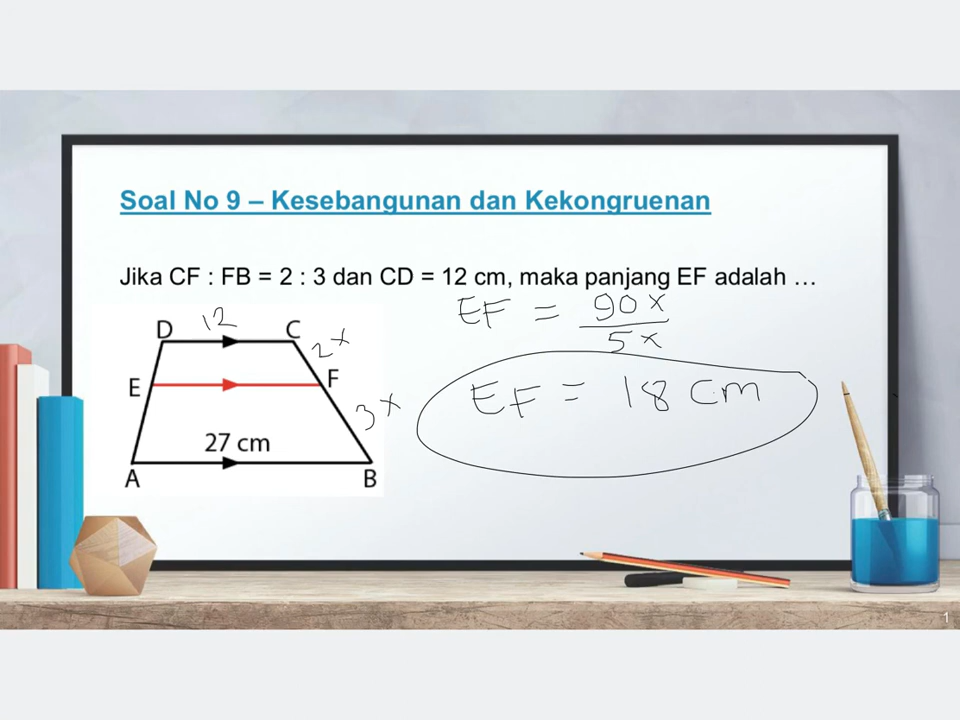 Soal No 9 – Kesebangunan dan Kekongruenan
Jika CF : FB = 2 : 3 dan CD = 12 cm, maka panjang EF adalah …
EF = 90x
5x
EF = 18 cm
D 12 C
2x
E F
3x
27 cm
A B
1